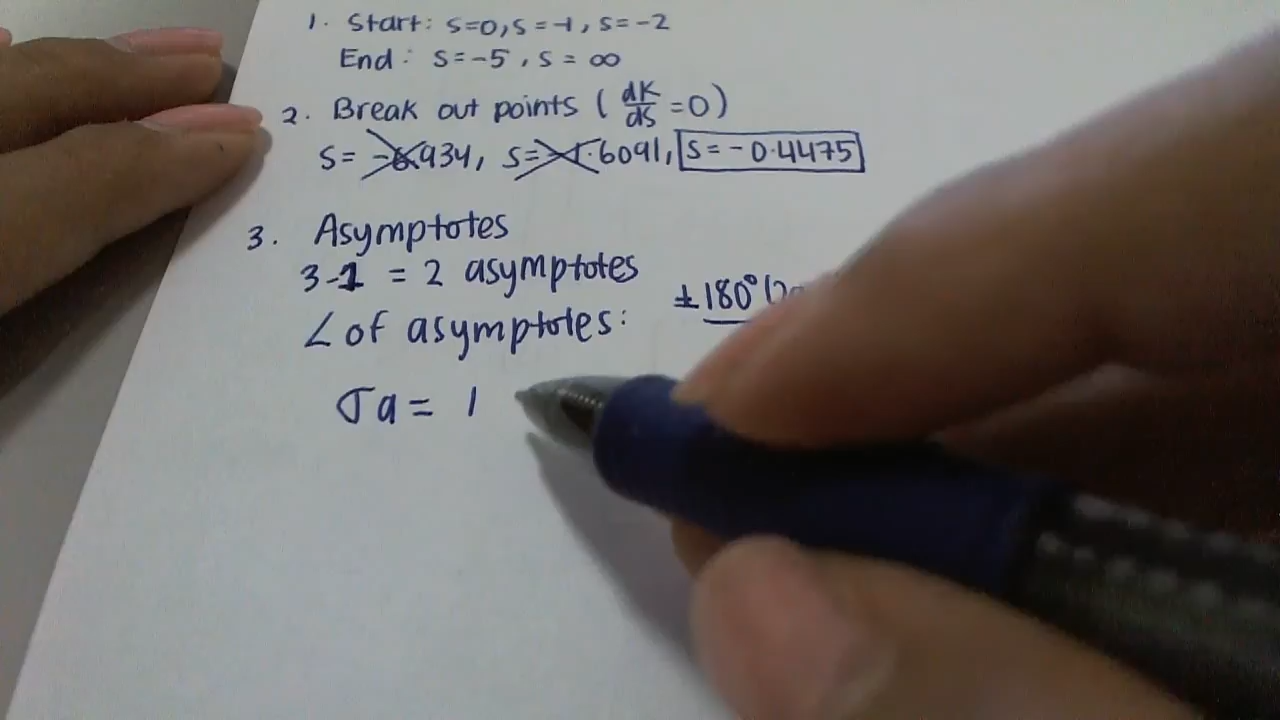 1. Start: s=0, s=-1, s=-2
End: s=-5, s=∞
2. Break out points (dK/ds=0)
s=-6.934, s=-1.6091, s=-0.4475
3. Asymptotes
3-1 = 2 asymptotes
∠ of asymptotes: ±180°(2
σa= 1